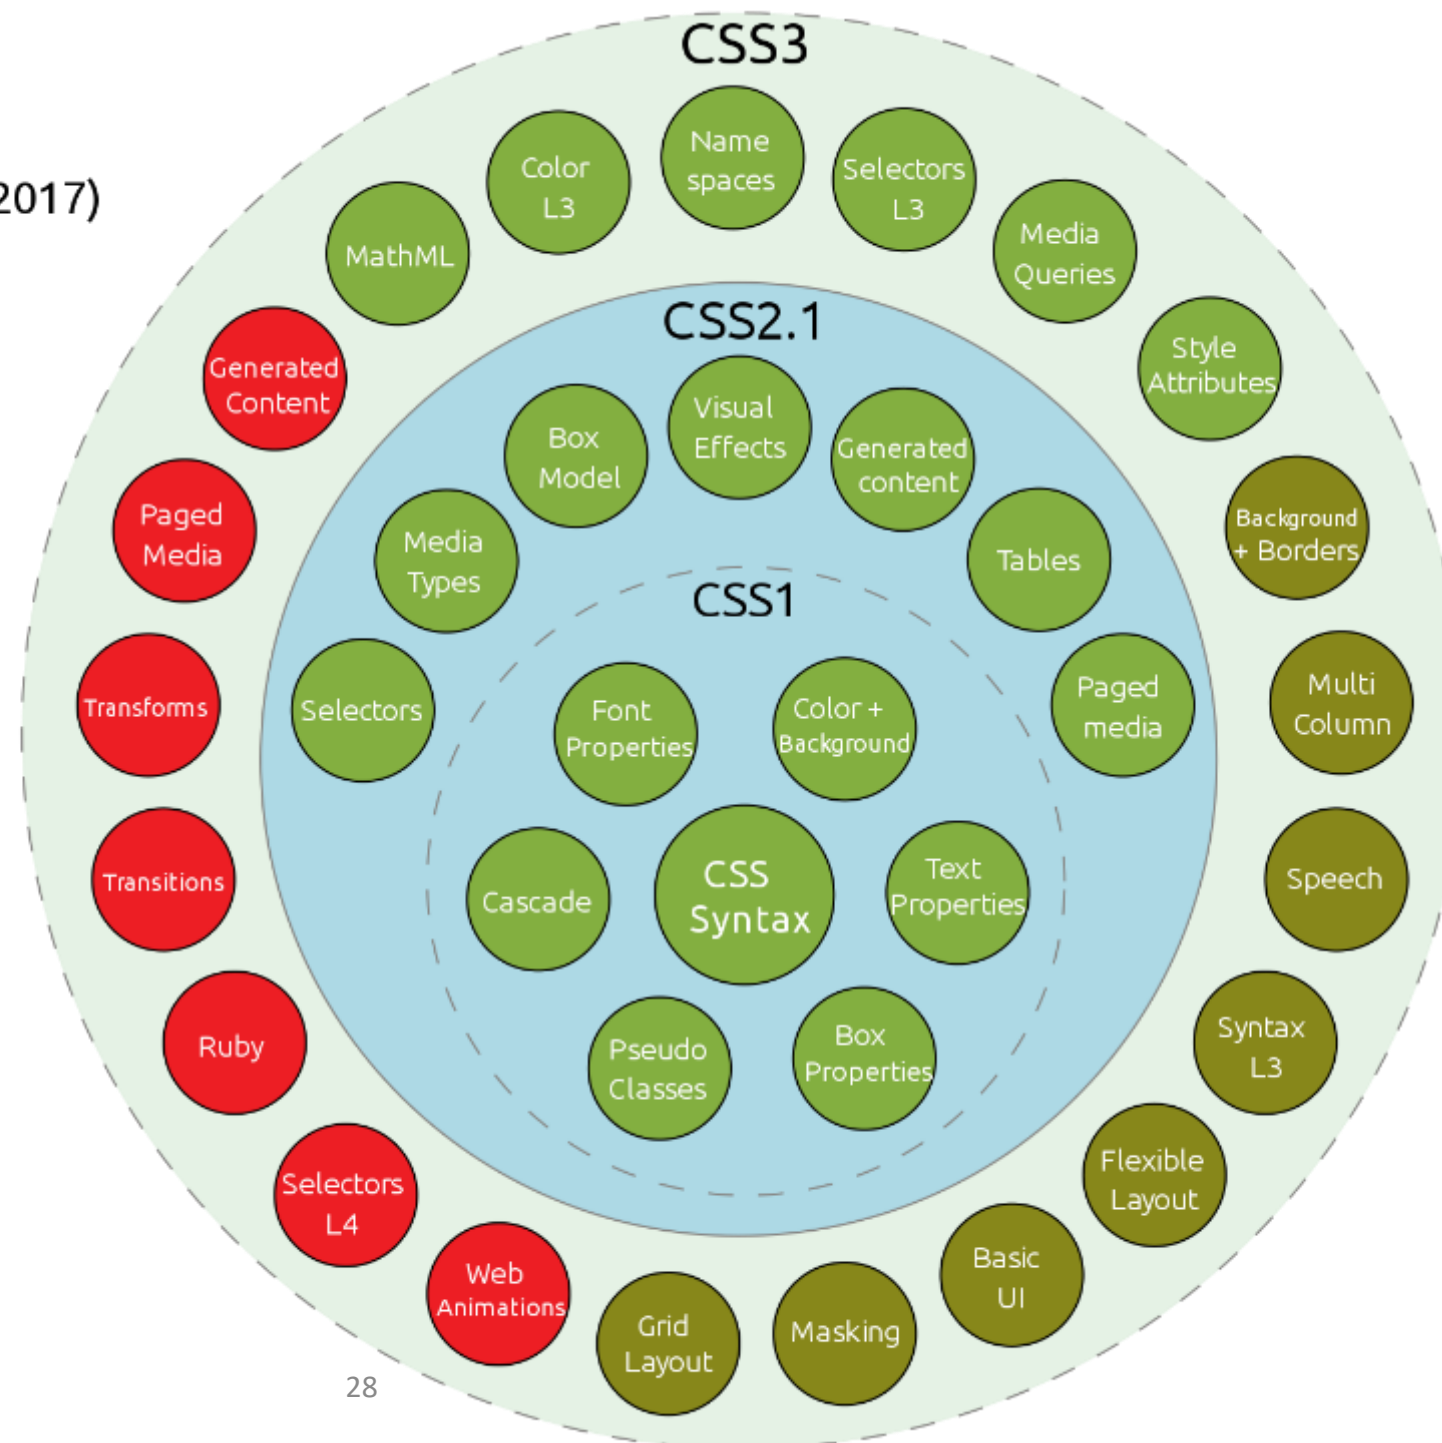 CSS3
2017)
Name
spaces
Color
L3
Selectors
L3
MathML
Media
Queries
Generated
Content
Style
Attributes
Paged
Media
Background
+ Borders
Transforms
Multi
Column
Transitions
Speech
Ruby
Syntax
L3
Selectors
L4
Flexible
Layout
Web
Animations
Basic
UI
Grid
Layout
Masking
CSS2.1
Visual
Effects
Box
Model
Generated
content
Media
Types
Tables
Selectors
Paged
media
CSS1
Font
Properties
Color +
Background
Cascade
CSS
Syntax
Text
Properties
Pseudo
Classes
Box
Properties
28